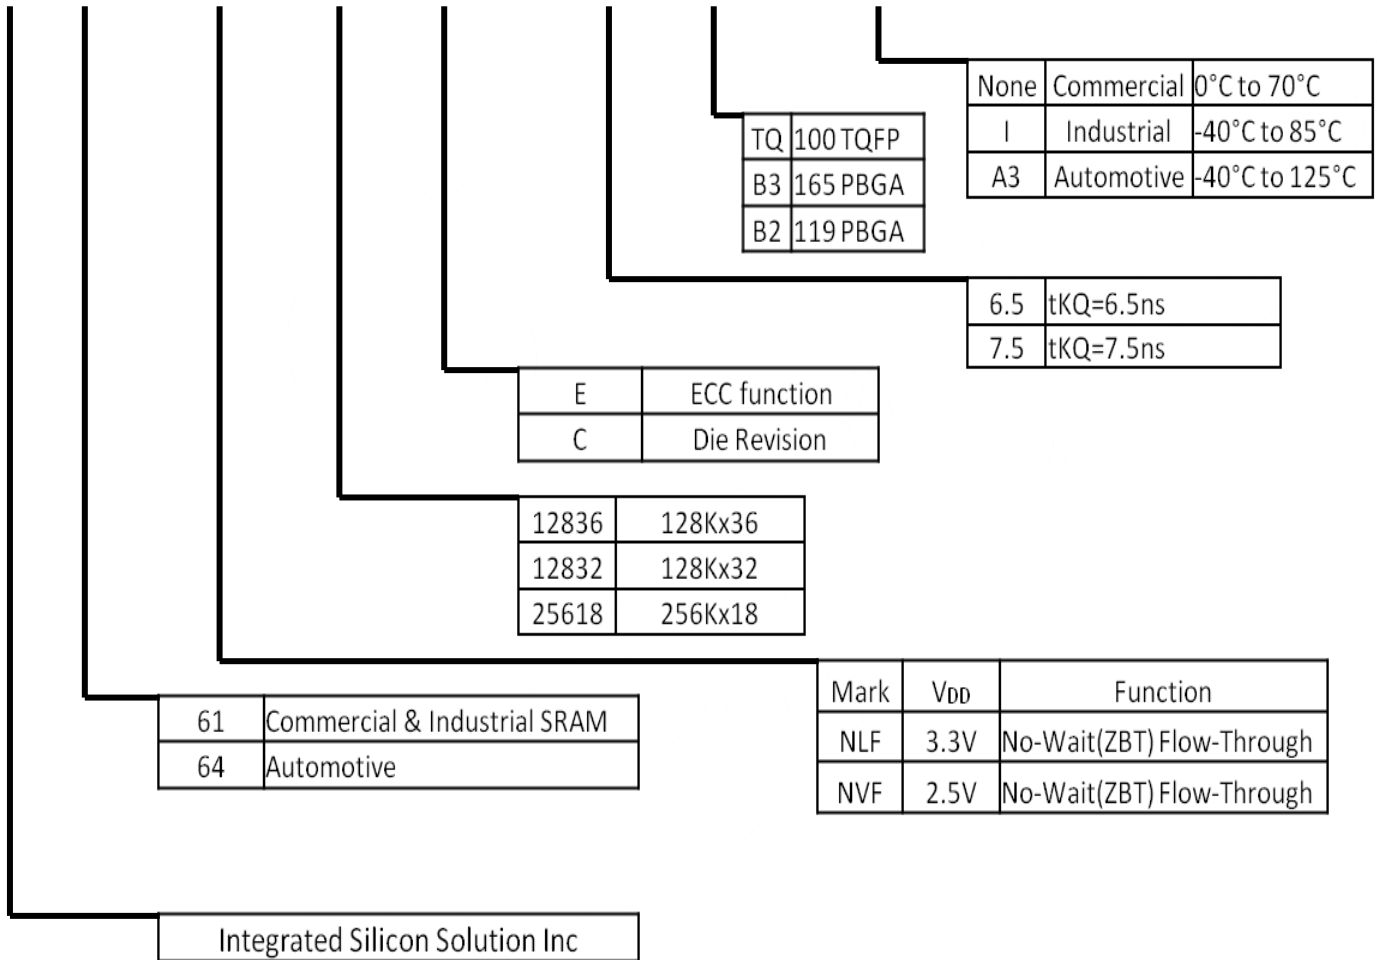 None Commercial 0°C to 70°C
I Industrial -40°C to 85°C
A3 Automotive -40°C to 125°C
TQ 100 TQFP
B3 165 PBGA
B2 119 PBGA
6.5 tKQ=6.5ns
7.5 tKQ=7.5ns
E ECC function
C Die Revision
12836 128Kx36
12832 128Kx32
25618 256Kx18
Mark VDD Function
NLF 3.3V No-Wait(ZBT) Flow-Through
NVF 2.5V No-Wait(ZBT) Flow-Through
61 Commercial & Industrial SRAM
64 Automotive
Integrated Silicon Solution Inc